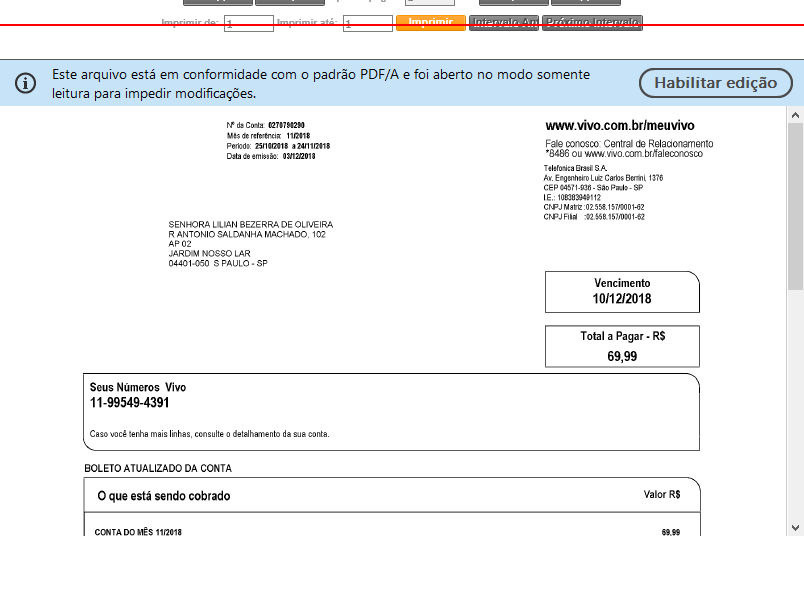 Imprimir de: 1 Imprimir até: 1 Imprimir Intervalo An Próximo Intervalo
Este arquivo está em conformidade com o padrão PDF/A e foi aberto no modo somente
leitura para impedir modificações.
Habilitar edição
Nº da Conta: 0270790290
Mês de referência: 11/2018
Período: 25/10/2018 a 24/11/2018
Data de emissão: 03/12/2018
www.vivo.com.br/meuvivo
Fale conosco: Central de Relacionamento
*8486 ou www.vivo.com.br/faleconosco
Telefonica Brasil S.A.
Av. Engenheiro Luiz Carlos Berrini, 1376
CEP 04571-936 - São Paulo - SP
I.E.: 108383949112
CNPJ Matriz :02.558.157/0001-62
CNPJ Filial :02.558.157/0001-62
SENHORA LILIAN BEZERRA DE OLIVEIRA
R ANTONIO SALDANHA MACHADO, 102
AP 02
JARDIM NOSSO LAR
04401-050 S PAULO - SP
Vencimento
10/12/2018
Total a Pagar - R$
69,99
Seus Números Vivo
11-99549-4391
Caso você tenha mais linhas, consulte o detalhamento da sua conta.
BOLETO ATUALIZADO DA CONTA
O que está sendo cobrado Valor R$
CONTA DO MÊS 11/2018 69,99